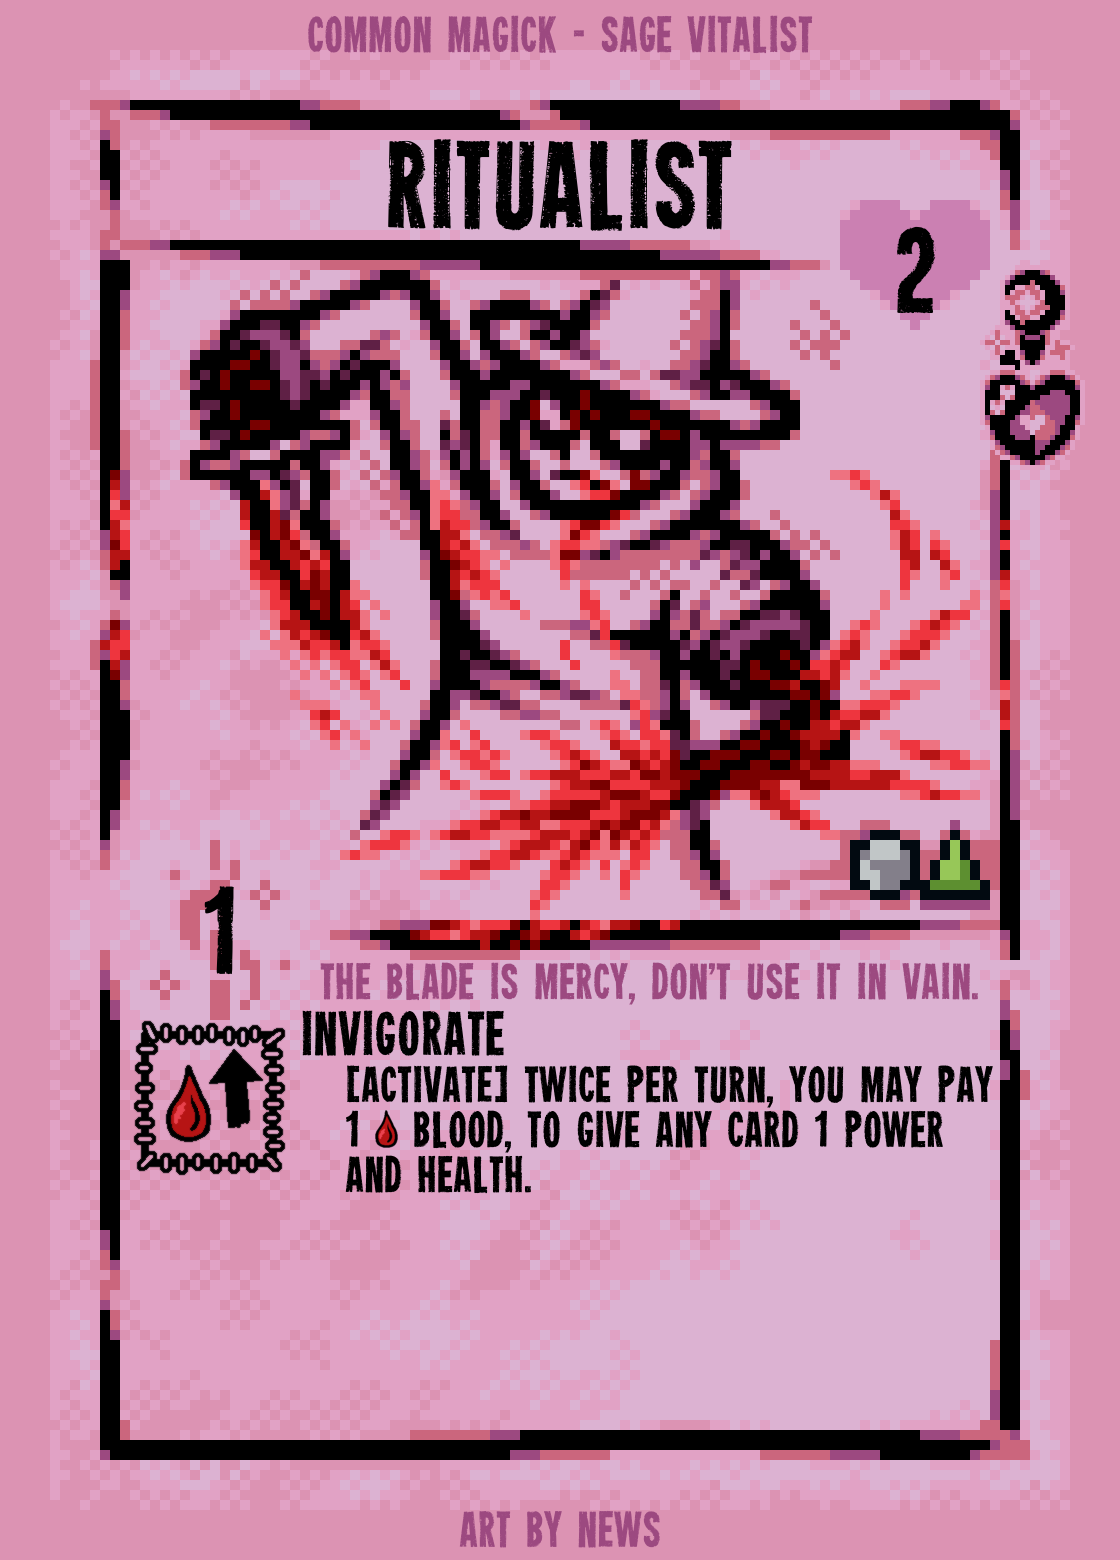 COMMON MAGICK - SAGE VITALIST
RITUALIST
2
1
THE BLADE IS MERCY, DON'T USE IT IN VAIN.
INVIGORATE
[ACTIVATE] TWICE PER TURN, YOU MAY PAY
1 BLOOD, TO GIVE ANY CARD 1 POWER
AND HEALTH.
ART BY NEWS